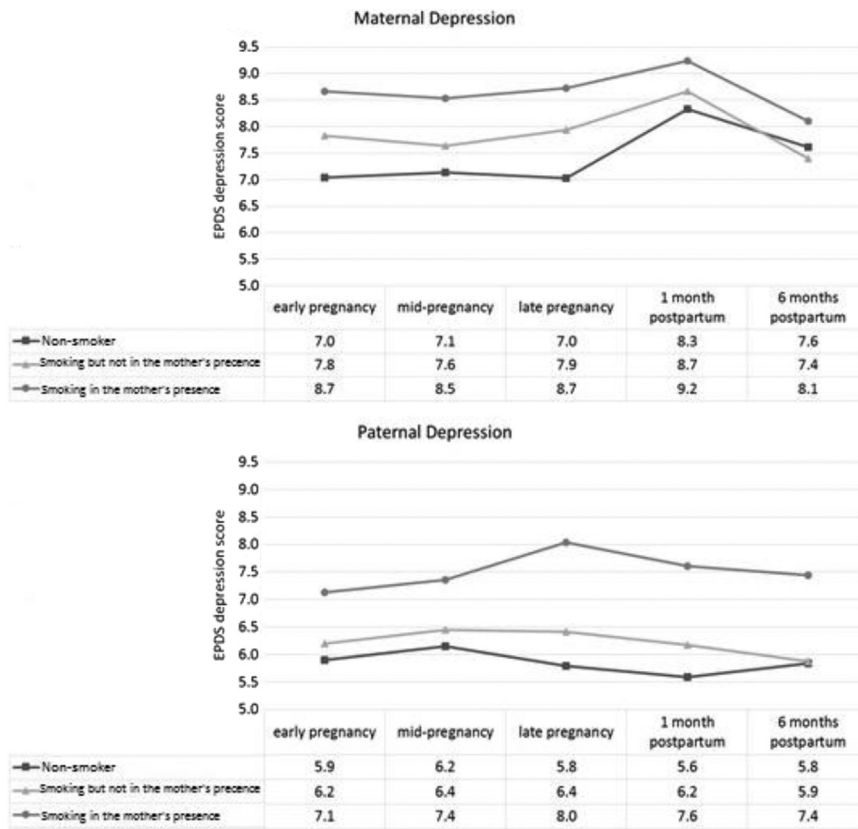 Maternal Depression
9.5
9.0
8.5
8.0
7.5
7.0
6.5
6.0
5.5
5.0
EPDS depression score
early pregnancy mid-pregnancy late pregnancy 1 month postpartum 6 months postpartum
Non-smoker 7.0 7.1 7.0 8.3 7.6
Smoking but not in the mother's precence 7.8 7.6 7.9 8.7 7.4
Smoking in the mother's presence 8.7 8.5 8.7 9.2 8.1
Paternal Depression
9.5
9.0
8.5
8.0
7.5
7.0
6.5
6.0
5.5
5.0
EPDS depression score
early pregnancy mid-pregnancy late pregnancy 1 month postpartum 6 months postpartum
Non-smoker 5.9 6.2 5.8 5.6 5.8
Smoking but not in the mother's precence 6.2 6.4 6.4 6.2 5.9
Smoking in the mother's presence 7.1 7.4 8.0 7.6 7.4